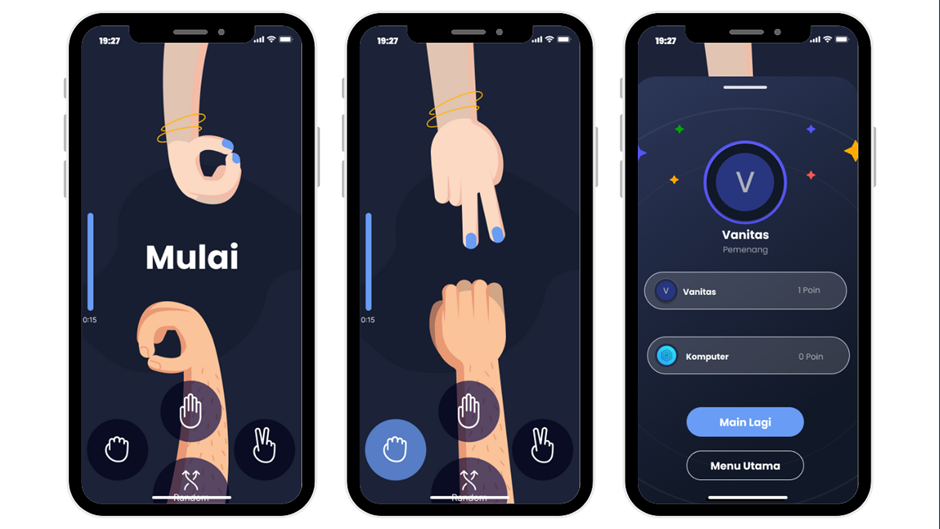 19:27
Mulai
0:15
Random
19:27
0:15
Random
19:27
V
Vanitas
Pemenang
V Vanitas 1 Poin
Komputer 0 Poin
Main Lagi
Menu Utama